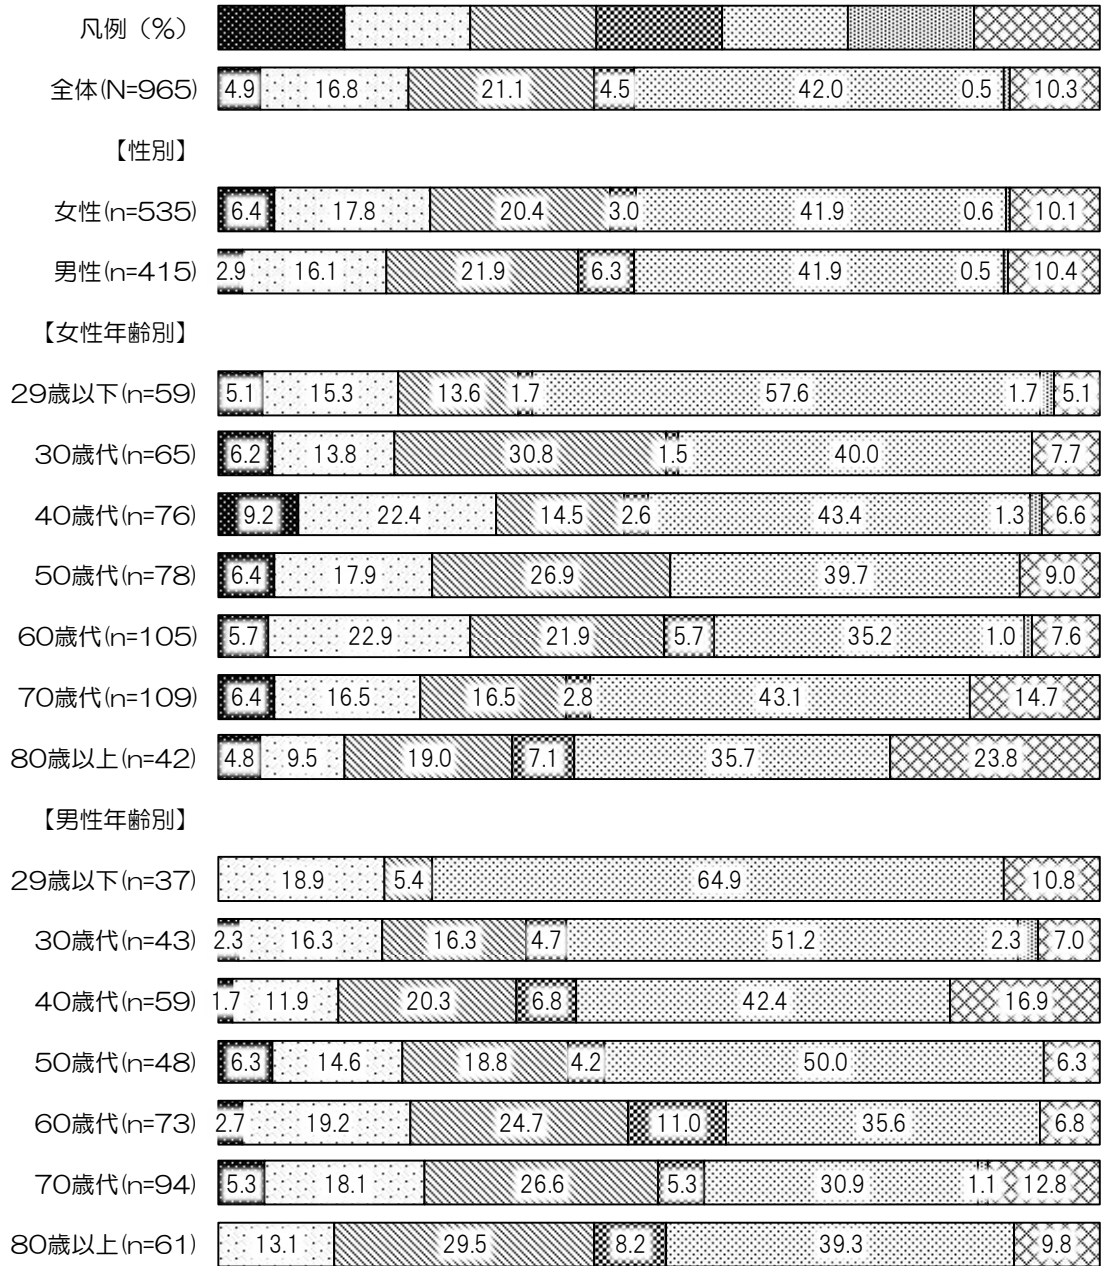 凡例（%）
全体(N=965) 4.9 16.8 21.1 4.5 42.0 0.5 10.3
【性別】
女性(n=535) 6.4 17.8 20.4 3.0 41.9 0.6 10.1
男性(n=415) 2.9 16.1 21.9 6.3 41.9 0.5 10.4
【女性年齢別】
29歳以下(n=59) 5.1 15.3 13.6 1.7 57.6 1.7 5.1
30歳代(n=65) 6.2 13.8 30.8 1.5 40.0 7.7
40歳代(n=76) 9.2 22.4 14.5 2.6 43.4 1.3 6.6
50歳代(n=78) 6.4 17.9 26.9 39.7 9.0
60歳代(n=105) 5.7 22.9 21.9 5.7 35.2 1.0 7.6
70歳代(n=109) 6.4 16.5 16.5 2.8 43.1 14.7
80歳以上(n=42) 4.8 9.5 19.0 7.1 35.7 23.8
【男性年齢別】
29歳以下(n=37) 18.9 5.4 64.9 10.8
30歳代(n=43) 2.3 16.3 16.3 4.7 51.2 2.3 7.0
40歳代(n=59) 1.7 11.9 20.3 6.8 42.4 16.9
50歳代(n=48) 6.3 14.6 18.8 4.2 50.0 6.3
60歳代(n=73) 2.7 19.2 24.7 11.0 35.6 6.8
70歳代(n=94) 5.3 18.1 26.6 5.3 30.9 1.1 12.8
80歳以上(n=61) 13.1 29.5 8.2 39.3 9.8